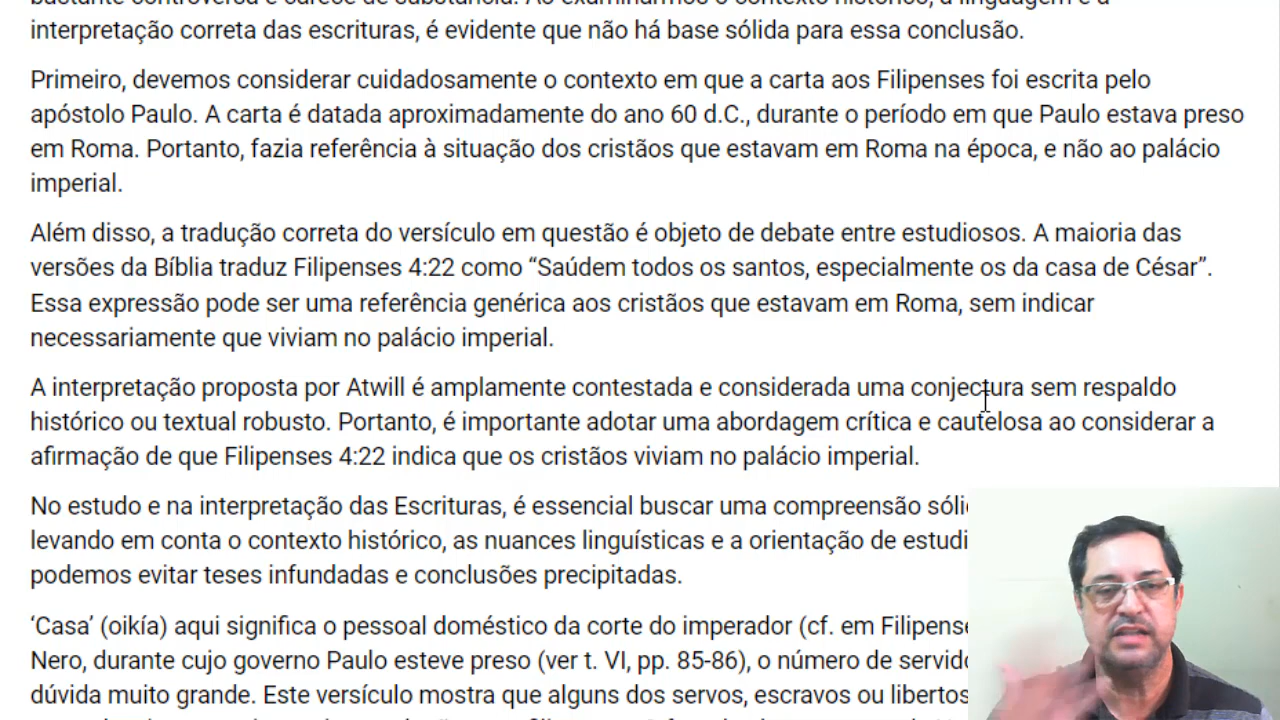 interpretação correta das escrituras, é evidente que não há base sólida para essa conclusão.
Primeiro, devemos considerar cuidadosamente o contexto em que a carta aos Filipenses foi escrita pelo
apóstolo Paulo. A carta é datada aproximadamente do ano 60 d.C., durante o período em que Paulo estava preso
em Roma. Portanto, fazia referência à situação dos cristãos que estavam em Roma na época, e não ao palácio
imperial.
Além disso, a tradução correta do versículo em questão é objeto de debate entre estudiosos. A maioria das
versões da Bíblia traduz Filipenses 4:22 como “Saúdem todos os santos, especialmente os da casa de César”.
Essa expressão pode ser uma referência genérica aos cristãos que estavam em Roma, sem indicar
necessariamente que viviam no palácio imperial.
A interpretação proposta por Atwill é amplamente contestada e considerada uma conjectura sem respaldo
histórico ou textual robusto. Portanto, é importante adotar uma abordagem crítica e cautelosa ao considerar a
afirmação de que Filipenses 4:22 indica que os cristãos viviam no palácio imperial.
No estudo e na interpretação das Escrituras, é essencial buscar uma compreensão
levando em conta o contexto histórico, as nuances linguísticas e a orientação de
podemos evitar teses infundadas e conclusões precipitadas.
‘Casa’ (oikía) aqui significa o pessoal doméstico da corte do imperador (cf. em
Nero, durante cujo governo Paulo esteve preso (ver t. VI, pp. 85-86), o número de
dúvida muito grande. Este versículo mostra que alguns dos servos, escravos ou libertos